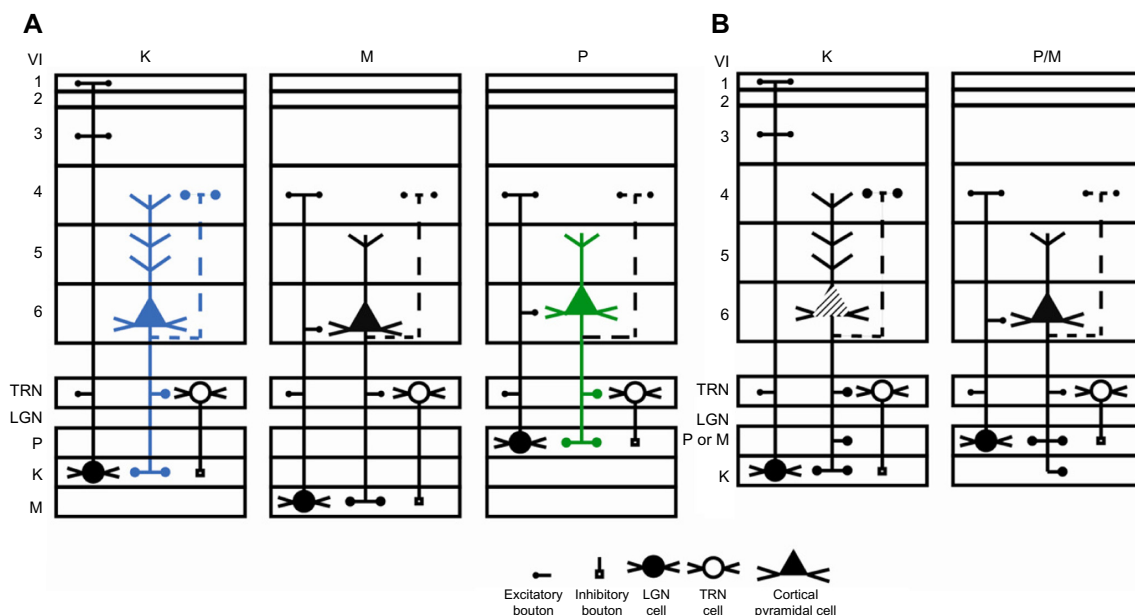 A
B
K
M
P
K
P/M
VI
1
2
3
4
5
6
TRN
LGN
P
K
M
VI
1
2
3
4
5
6
TRN
LGN
P or M
K
Excitatory
bouton
Inhibitory
bouton
LGN
cell
TRN
cell
Cortical
pyramidal cell